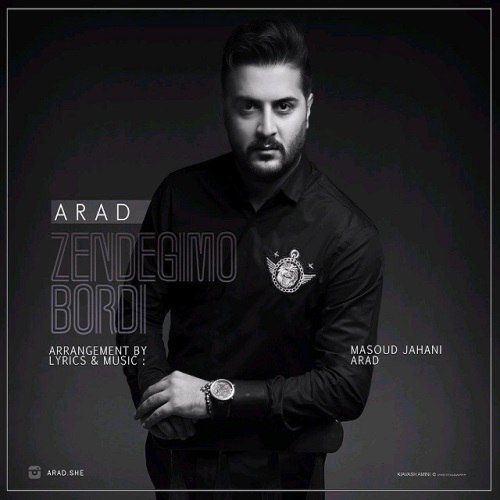 ARAD
ZENDEGIMO
BORDI
ARRANGEMENT BY
LYRICS & MUSIC :
MASOUD JAHANI
ARAD
ARAD.SHE